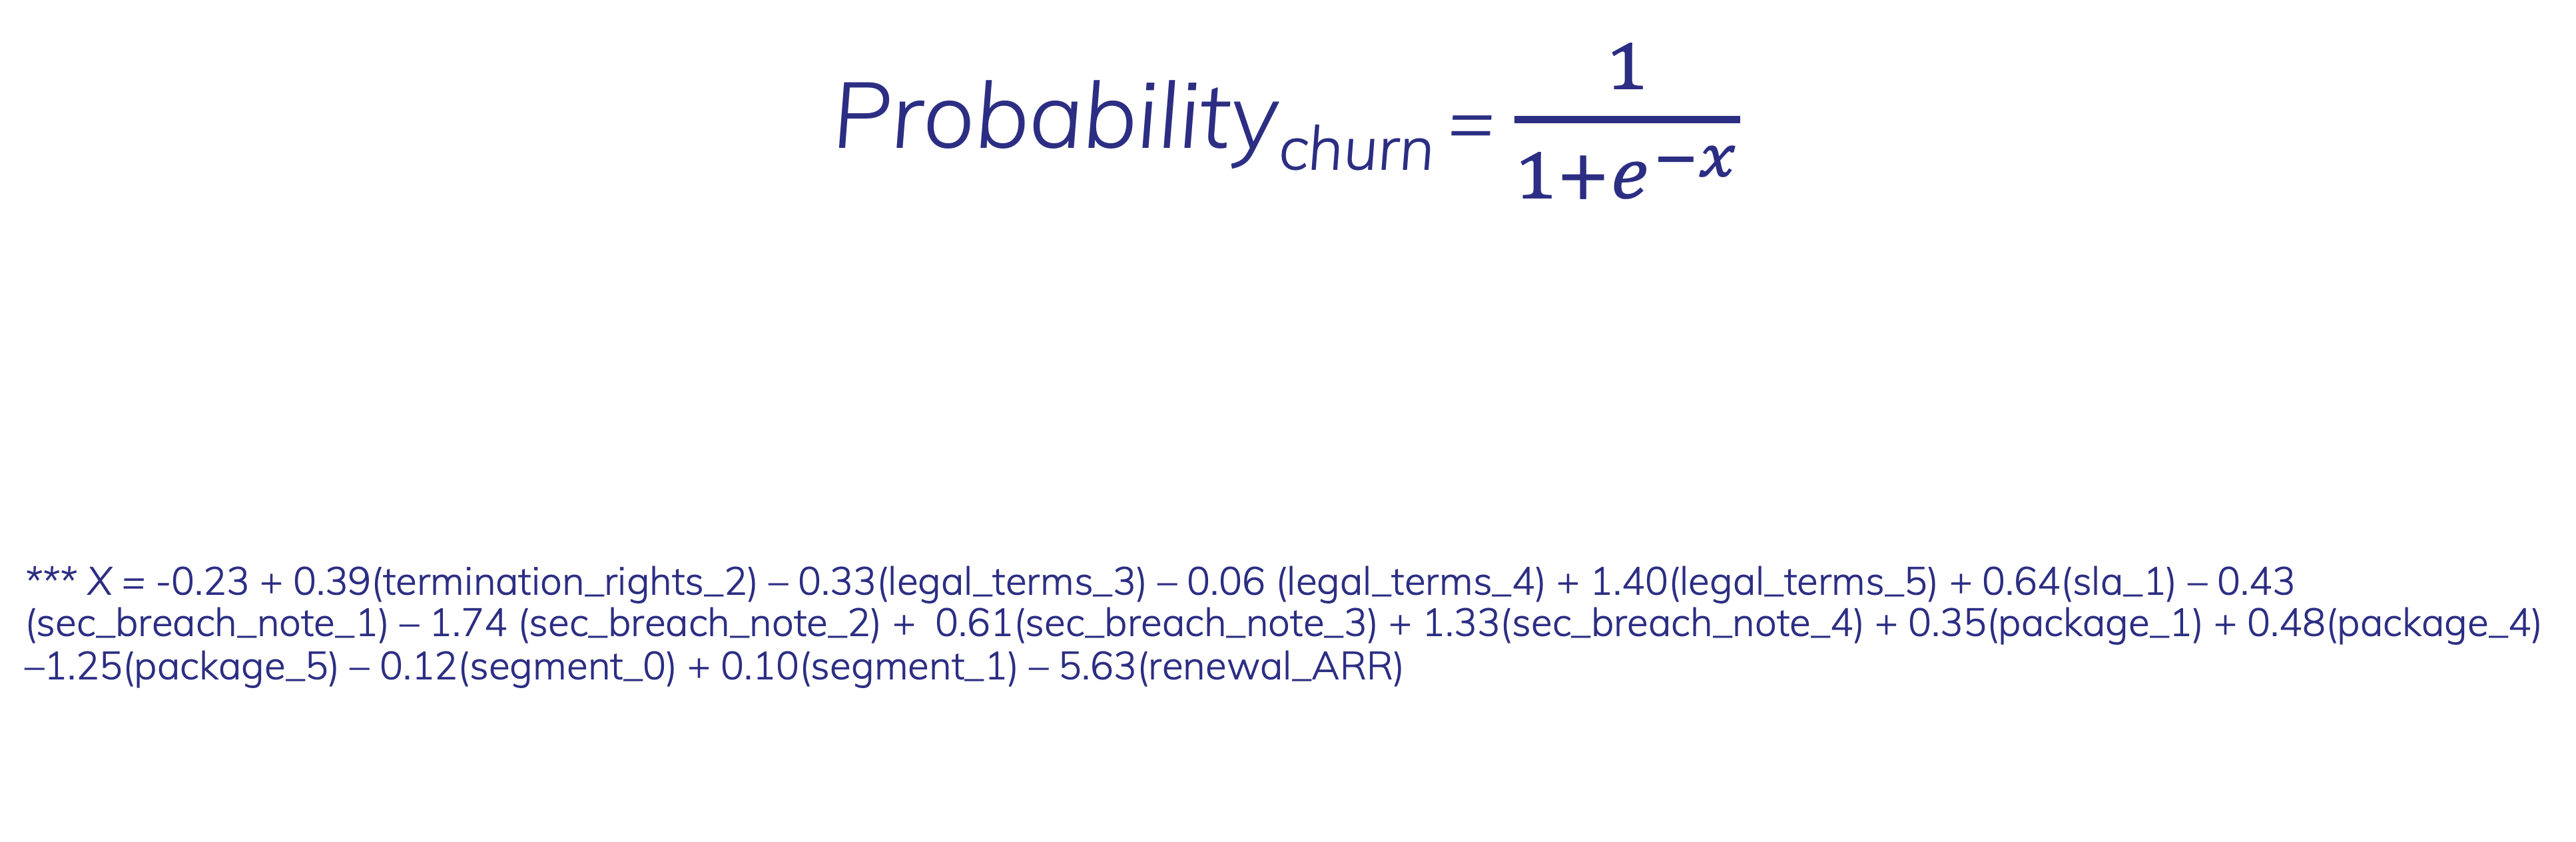 Probability_churn = 1/(1+e^−x)
*** X = -0.23 + 0.39(termination_rights_2) – 0.33(legal_terms_3) – 0.06 (legal_terms_4) + 1.40(legal_terms_5) + 0.64(sla_1) – 0.43
(sec_breach_note_1) – 1.74 (sec_breach_note_2) +  0.61(sec_breach_note_3) + 1.33(sec_breach_note_4) + 0.35(package_1) + 0.48(package_4)
–1.25(package_5) – 0.12(segment_0) + 0.10(segment_1) – 5.63(renewal_ARR)